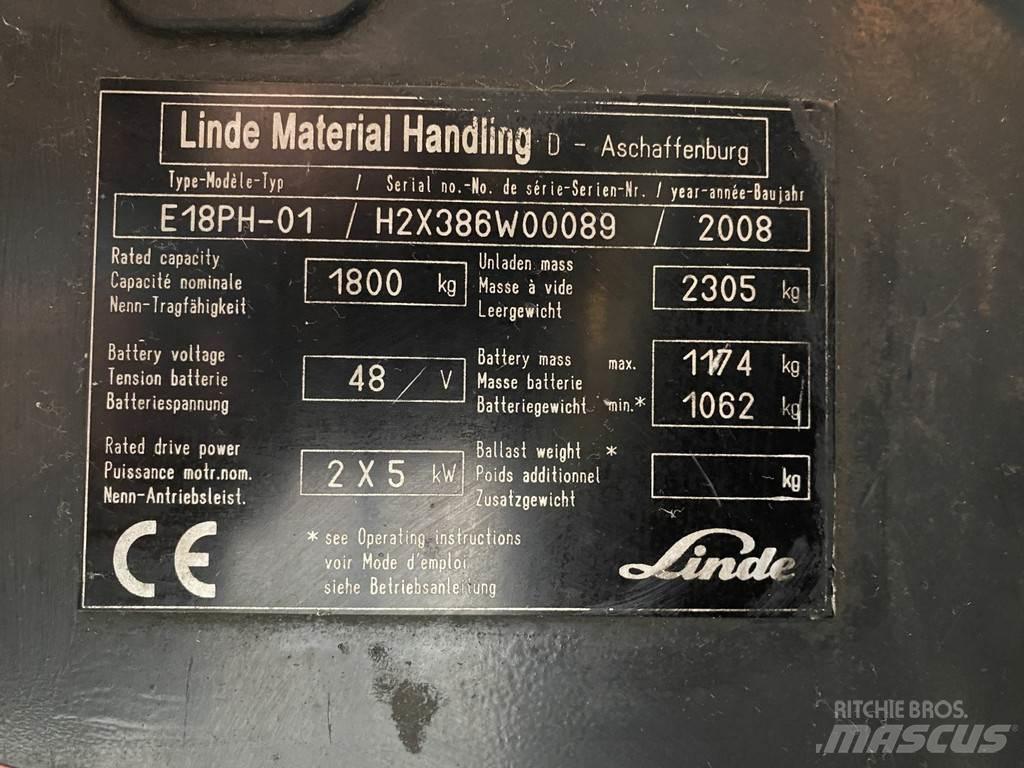 Linde Material Handling D - Aschaffenburg
Type-Modèle-Typ / Serial no.-No. de série-Serien-Nr. / year-année-Baujahr
E18PH-01 / H2X386W00089 / 2008
Rated capacity
Capacité nominale
Nenn-Tragfähigkeit
1800 kg
Unladen mass
Masse à vide
Leergewicht
2305 kg
Battery voltage
Tension batterie
Batteriespannung
48 / V
Battery mass max. 1174 kg
Masse batterie
Batteriegewicht min.* 1062 kg
Rated drive power
Puissance motr.nom.
Nenn-Antriebsleist.
2 X 5 kW
Ballast weight *
Poids additionnel
Zusatzgewicht
kg
CE
* see Operating instructions
voir Mode d'emploi
siehe Betriebsanleitung
Linde
RITCHIE BROS.
MASCUS